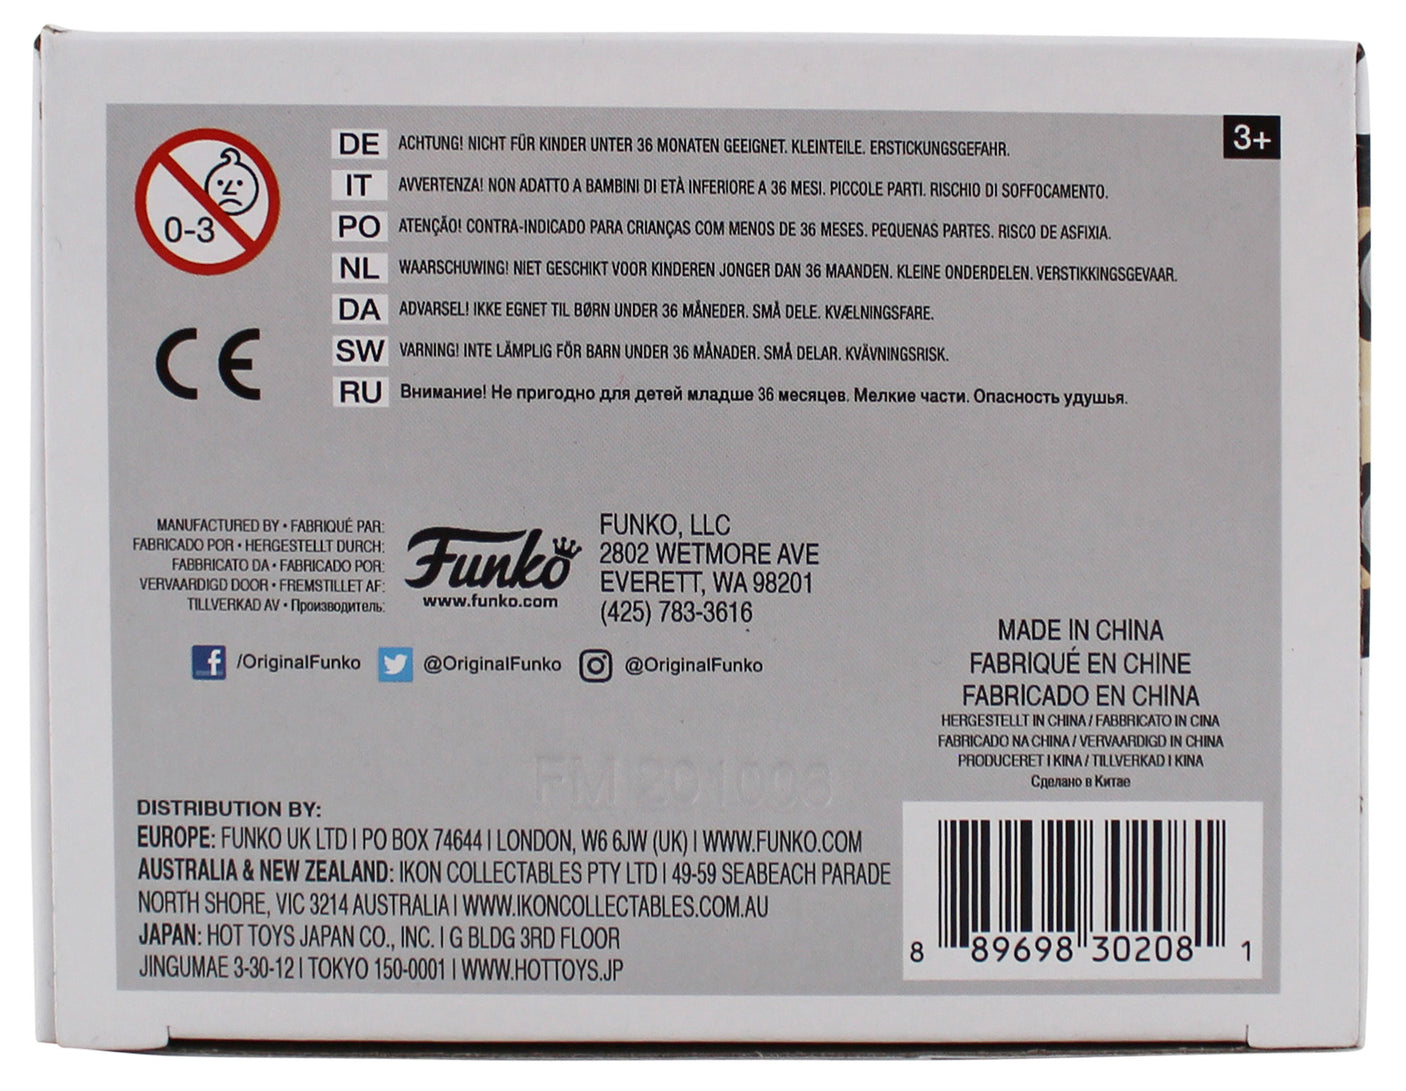 3+
0-3
DE ACHTUNG! NICHT FÜR KINDER UNTER 36 MONATEN GEEIGNET. KLEINTEILE. ERSTICKUNGSGEFAHR.
IT AVVERTENZA! NON ADATTO A BAMBINI DI ETÀ INFERIORE A 36 MESI. PICCOLE PARTI. RISCHIO DI SOFFOCAMENTO.
PO ATENÇÃO! CONTRA-INDICADO PARA CRIANÇAS COM MENOS DE 36 MESES. PEQUENAS PARTES. RISCO DE ASFIXIA.
NL WAARSCHUWING! NIET GESCHIKT VOOR KINDEREN JONGER DAN 36 MAANDEN. KLEINE ONDERDELEN. VERSTIKKINGSGEVAAR.
DA ADVARSEL! IKKE EGNET TIL BØRN UNDER 36 MÅNEDER. SMÅ DELE. KVÆLNINGSFARE.
SW VARNING! INTE LÄMPLIG FÖR BARN UNDER 36 MÅNADER. SMÅ DELAR. KVÄVNINGSRISK.
RU Внимание! Не пригодно для детей младше 36 месяцев. Мелкие части. Опасность удушья.
CE
MANUFACTURED BY • FABRIQUÉ PAR:
FABRICADO POR • HERGESTELLT DURCH:
FABBRICATO DA • FABRICADO POR:
VERVAARDIGD DOOR • FREMSTILLET AF:
TILLVERKAD AV • Производитель:
Funko
www.funko.com
FUNKO, LLC
2802 WETMORE AVE
EVERETT, WA 98201
(425) 783-3616
f /OriginalFunko @OriginalFunko @OriginalFunko
MADE IN CHINA
FABRIQUÉ EN CHINE
FABRICADO EN CHINA
HERGESTELLT IN CHINA / FABBRICATO IN CINA
FABRICADO NA CHINA / VERVAARDIGD IN CHINA
PRODUCERET I KINA / TILLVERKAD I KINA
Сделано в Китае
FM 201006
DISTRIBUTION BY:
EUROPE: FUNKO UK LTD | PO BOX 74644 | LONDON, W6 6JW (UK) | WWW.FUNKO.COM
AUSTRALIA & NEW ZEALAND: IKON COLLECTABLES PTY LTD | 49-59 SEABEACH PARADE
NORTH SHORE, VIC 3214 AUSTRALIA | WWW.IKONCOLLECTABLES.COM.AU
JAPAN: HOT TOYS JAPAN CO., INC. | G BLDG 3RD FLOOR
JINGUMAE 3-30-12 | TOKYO 150-0001 | WWW.HOTTOYS.JP
8 89698 30208 1